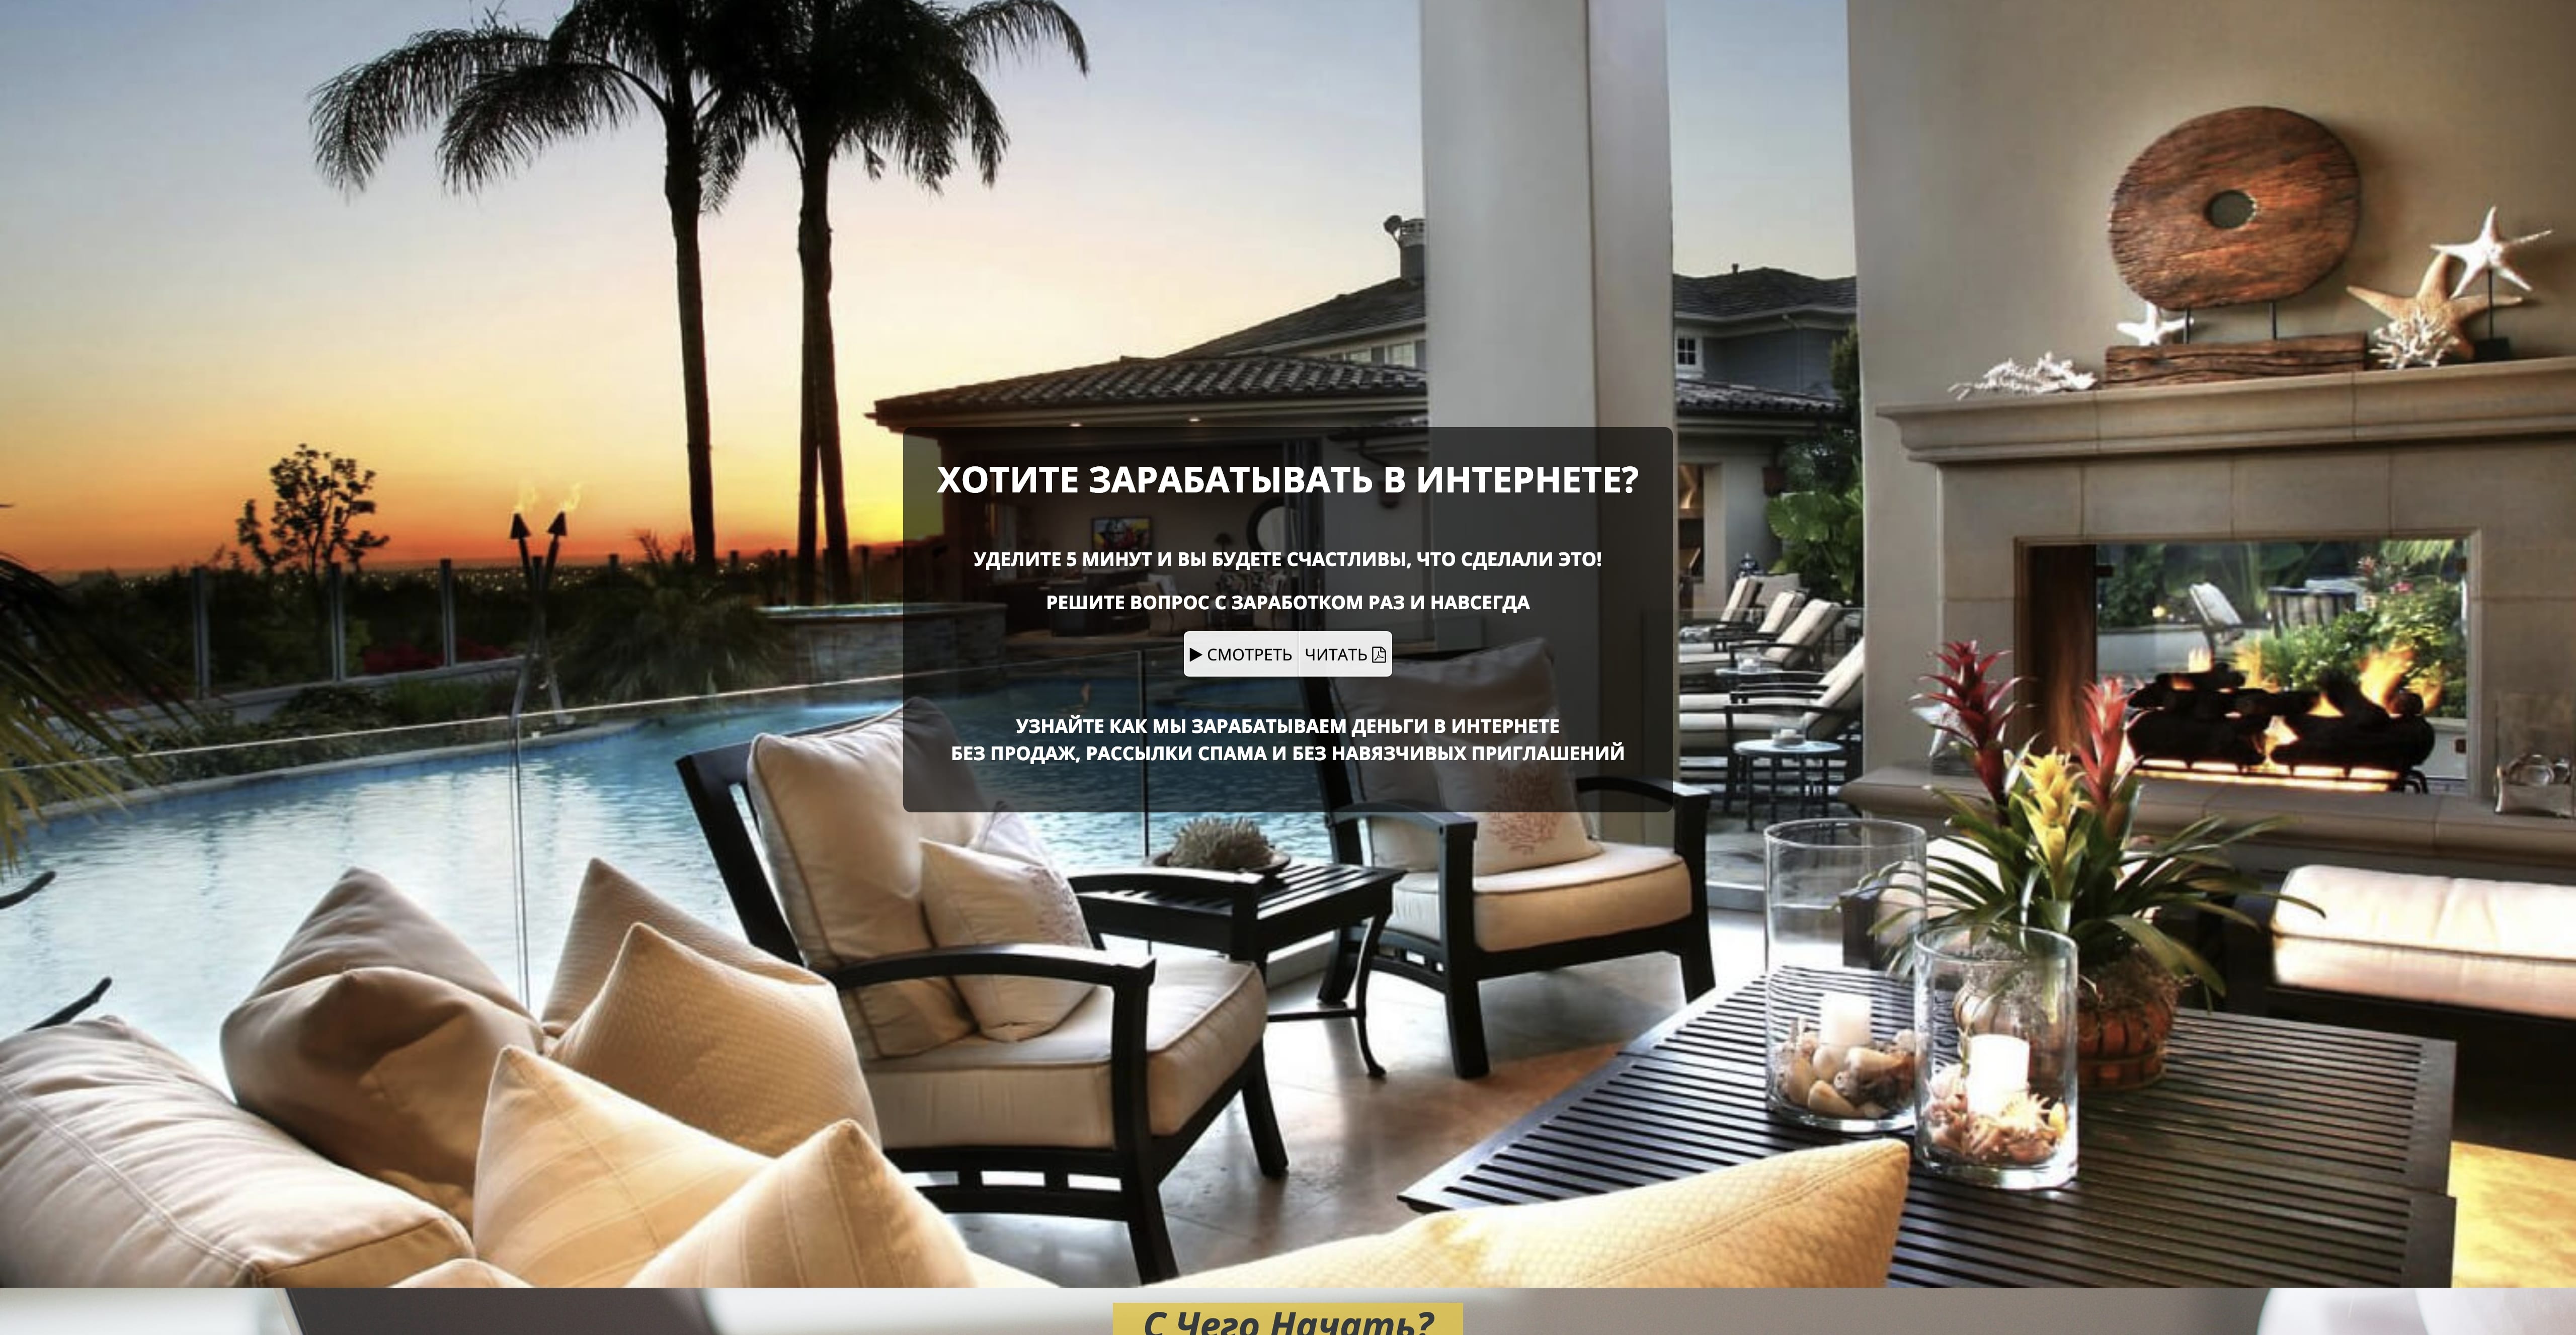 ХОТИТЕ ЗАРАБАТЫВАТЬ В ИНТЕРНЕТЕ?
УДЕЛИТЕ 5 МИНУТ И ВЫ БУДЕТЕ СЧАСТЛИВЫ, ЧТО СДЕЛАЛИ ЭТО!
РЕШИТЕ ВОПРОС С ЗАРАБОТКОМ РАЗ И НАВСЕГДА
СМОТРЕТЬ ЧИТАТЬ
УЗНАЙТЕ КАК МЫ ЗАРАБАТЫВАЕМ ДЕНЬГИ В ИНТЕРНЕТЕ
БЕЗ ПРОДАЖ, РАССЫЛКИ СПАМА И БЕЗ НАВЯЗЧИВЫХ ПРИГЛАШЕНИЙ
С Чего Начать?